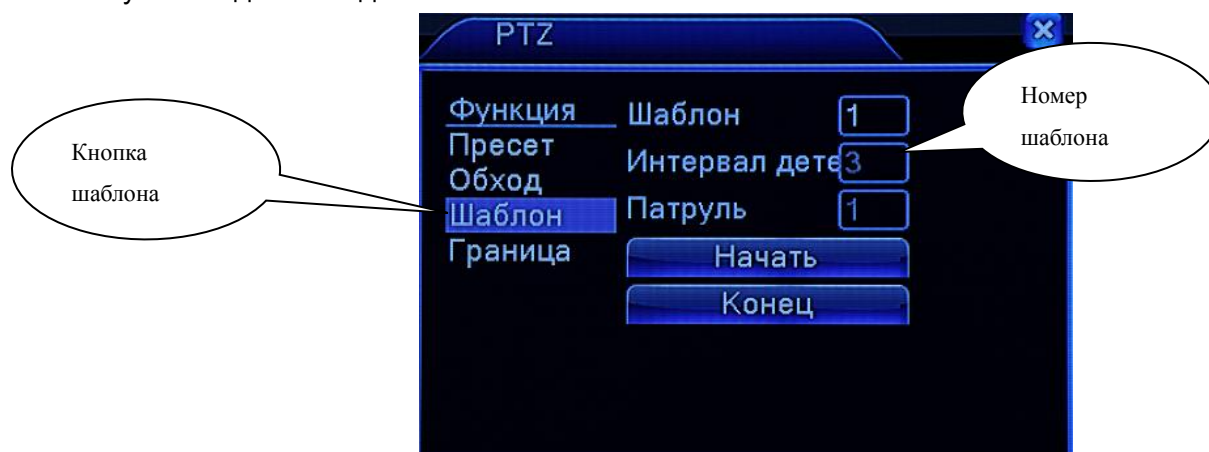 PTZ
Функция
Пресет
Обход
Шаблон
Граница
Шаблон 1
Интервал дете 3
Патруль 1
Начать
Конец
Кнопка
шаблона
Номер
шаблона